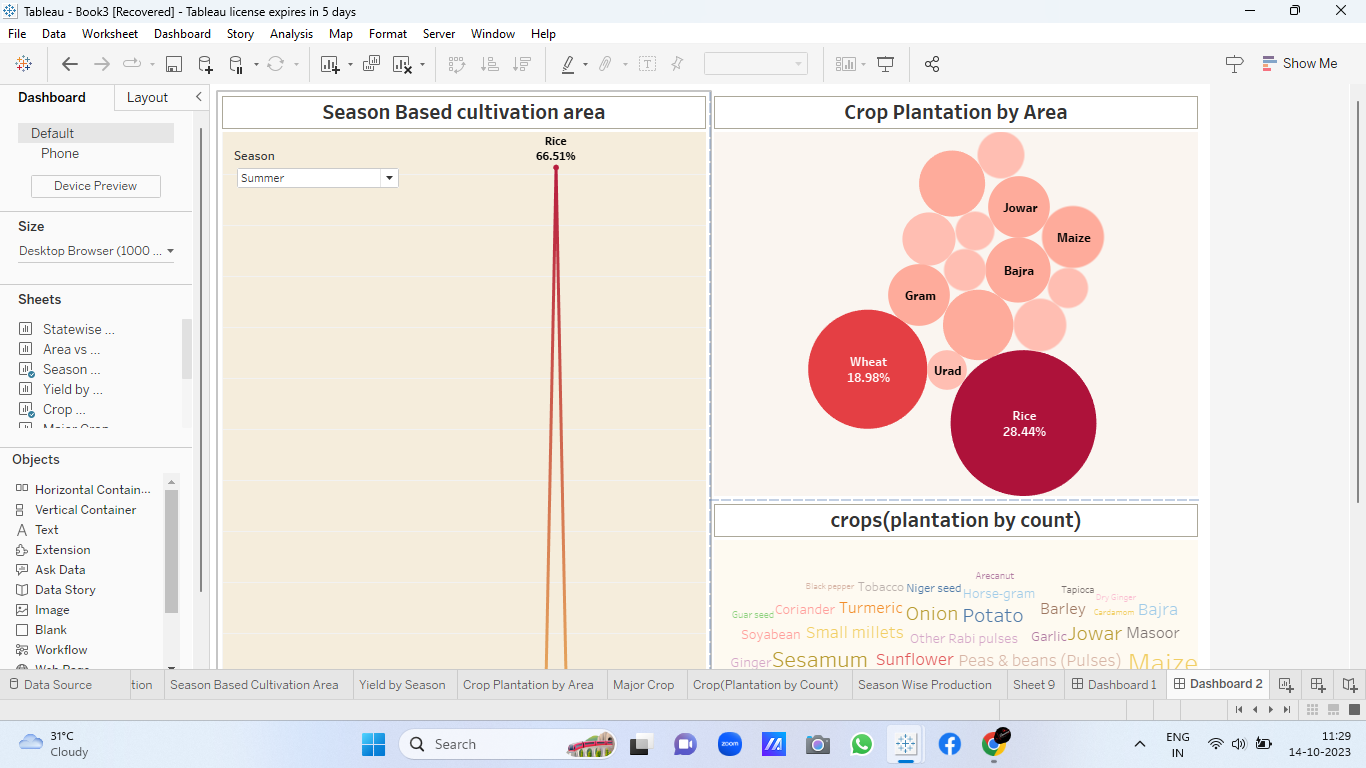 Tableau - Book3 [Recovered] - Tableau license expires in 5 days
File Data Worksheet Dashboard Story Analysis Map Format Server Window Help
Show Me
Dashboard Layout
Default
Phone
Device Preview
Size
Desktop Browser (1000 ...
Sheets
Statewise ...
Area vs ...
Season ...
Yield by ...
Crop ...
Objects
Horizontal Contain...
Vertical Container
Text
Extension
Ask Data
Data Story
Image
Blank
Workflow
Season Based cultivation area
Season
Summer
Rice
66.51%
Crop Plantation by Area
Jowar
Maize
Bajra
Gram
Wheat
18.98%
Urad
Rice
28.44%
crops(plantation by count)
Arecanut
Black pepper Tobacco Niger seed Tapioca
Horse-gram Dry Ginger
Guar seed Coriander Turmeric Onion Potato Barley Cardamom Bajra
Soyabean Small millets Other Rabi pulses Garlic Jowar Masoor
Ginger Sesamum Sunflower Peas & beans (Pulses) Maize
Data Source tion Season Based Cultivation Area Yield by Season Crop Plantation by Area Major Crop Crop(Plantation by Count) Season Wise Production Sheet 9 Dashboard 1 Dashboard 2
31°C
Cloudy
Search
zoom
ENG
IN
11:29
14-10-2023